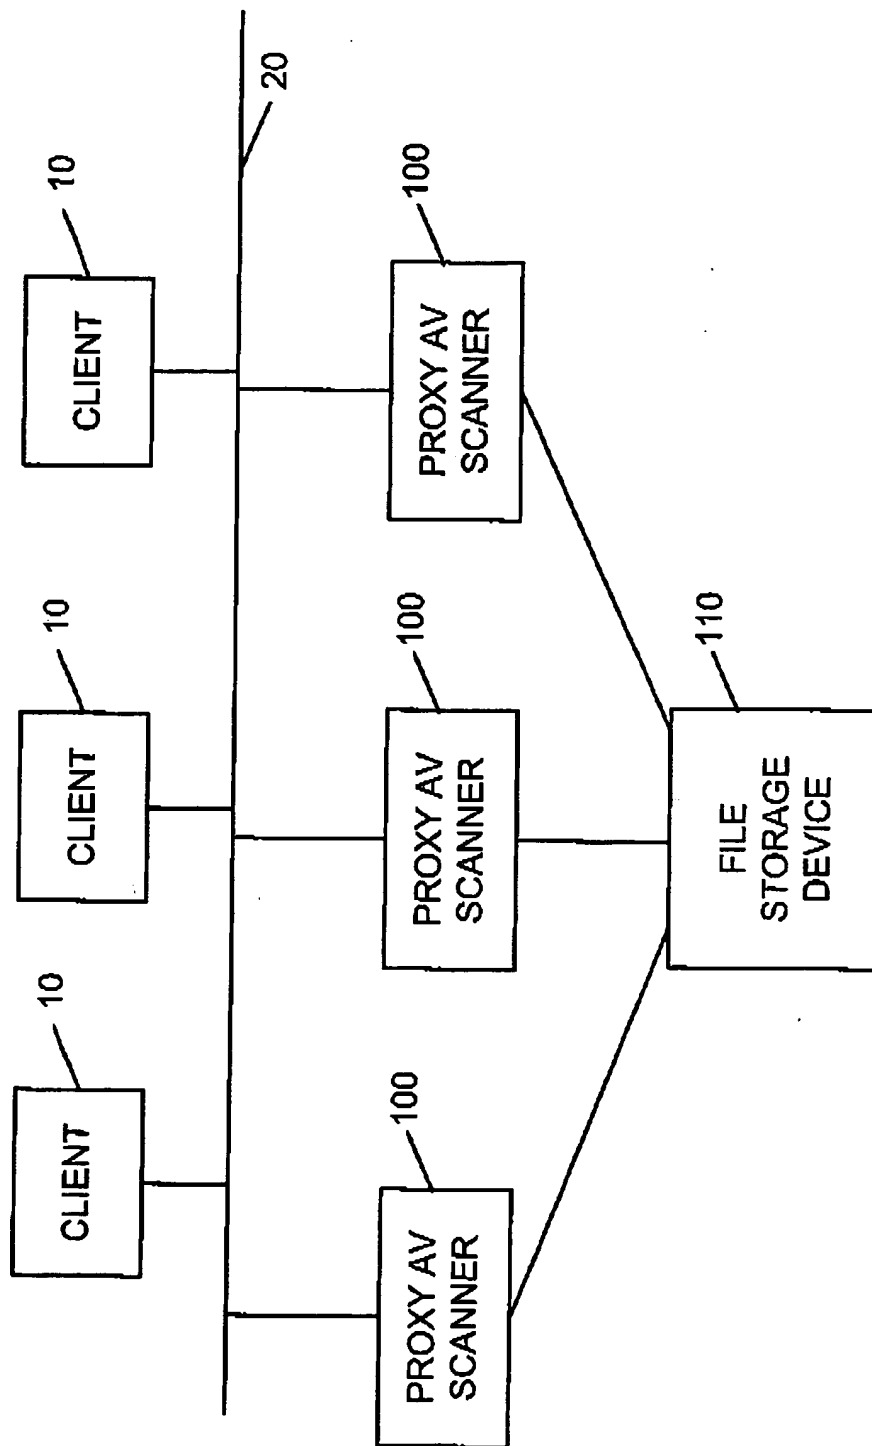 10
10
10
CLIENT
CLIENT
CLIENT
20
100
100
100
PROXY AV
SCANNER
PROXY AV
SCANNER
PROXY AV
SCANNER
110
FILE
STORAGE
DEVICE